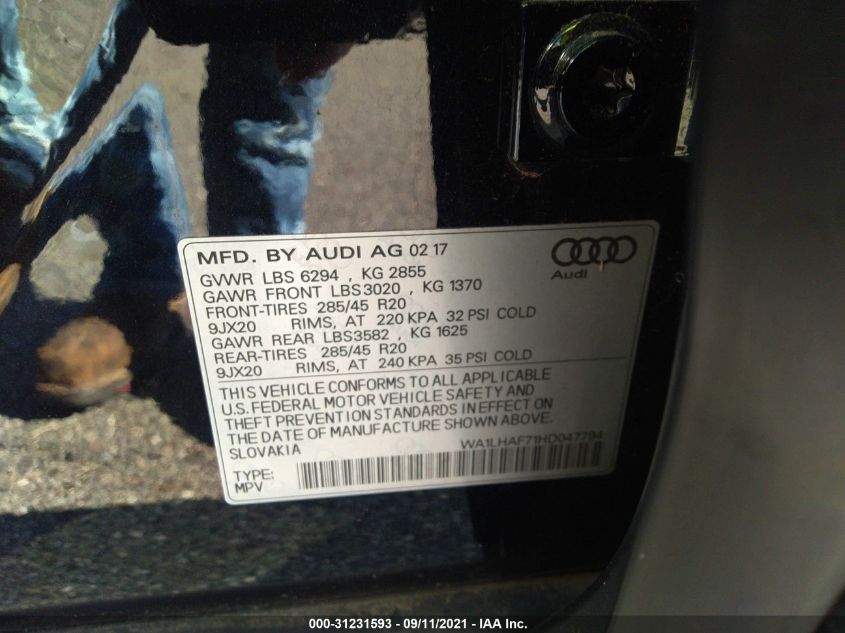 MFD. BY AUDI AG 02 17
Audi
GVWR LBS 6294 , KG 2855
GAWR FRONT LBS3020 , KG 1370
FRONT-TIRES 285/45 R20
9JX20 RIMS, AT 220 KPA 32 PSI COLD
GAWR REAR LBS3582 , KG 1625
REAR-TIRES 285/45 R20
9JX20 RIMS, AT 240 KPA 35 PSI COLD
THIS VEHICLE CONFORMS TO ALL APPLICABLE
U.S. FEDERAL MOTOR VEHICLE SAFETY AND
THEFT PREVENTION STANDARDS IN EFFECT ON
THE DATE OF MANUFACTURE SHOWN ABOVE.
SLOVAKIA
WA1LHAF71HD047794
TYPE:
MPV
000-31231593 - 09/11/2021 - IAA Inc.